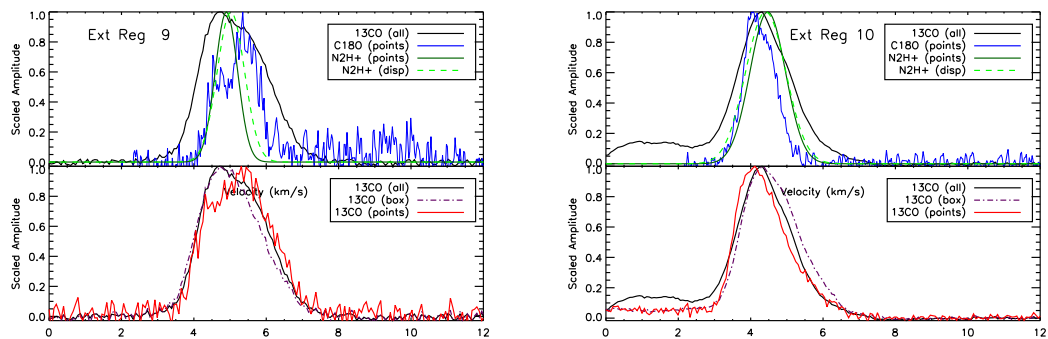 Ext Reg 9
13CO (all)
C18O (points)
N2H+ (points)
N2H+ (disp)
Scaled Amplitude
1.0
0.8
0.6
0.4
0.2
0.0
Velocity (km/s)
13CO (all)
13CO (box)
13CO (points)
Scaled Amplitude
1.0
0.8
0.6
0.4
0.2
0.0
0 2 4 6 8 10 12
Ext Reg 10
13CO (all)
C18O (points)
N2H+ (points)
N2H+ (disp)
Scaled Amplitude
1.0
0.8
0.6
0.4
0.2
0.0
Velocity (km/s)
13CO (all)
13CO (box)
13CO (points)
Scaled Amplitude
1.0
0.8
0.6
0.4
0.2
0.0
0 2 4 6 8 10 12